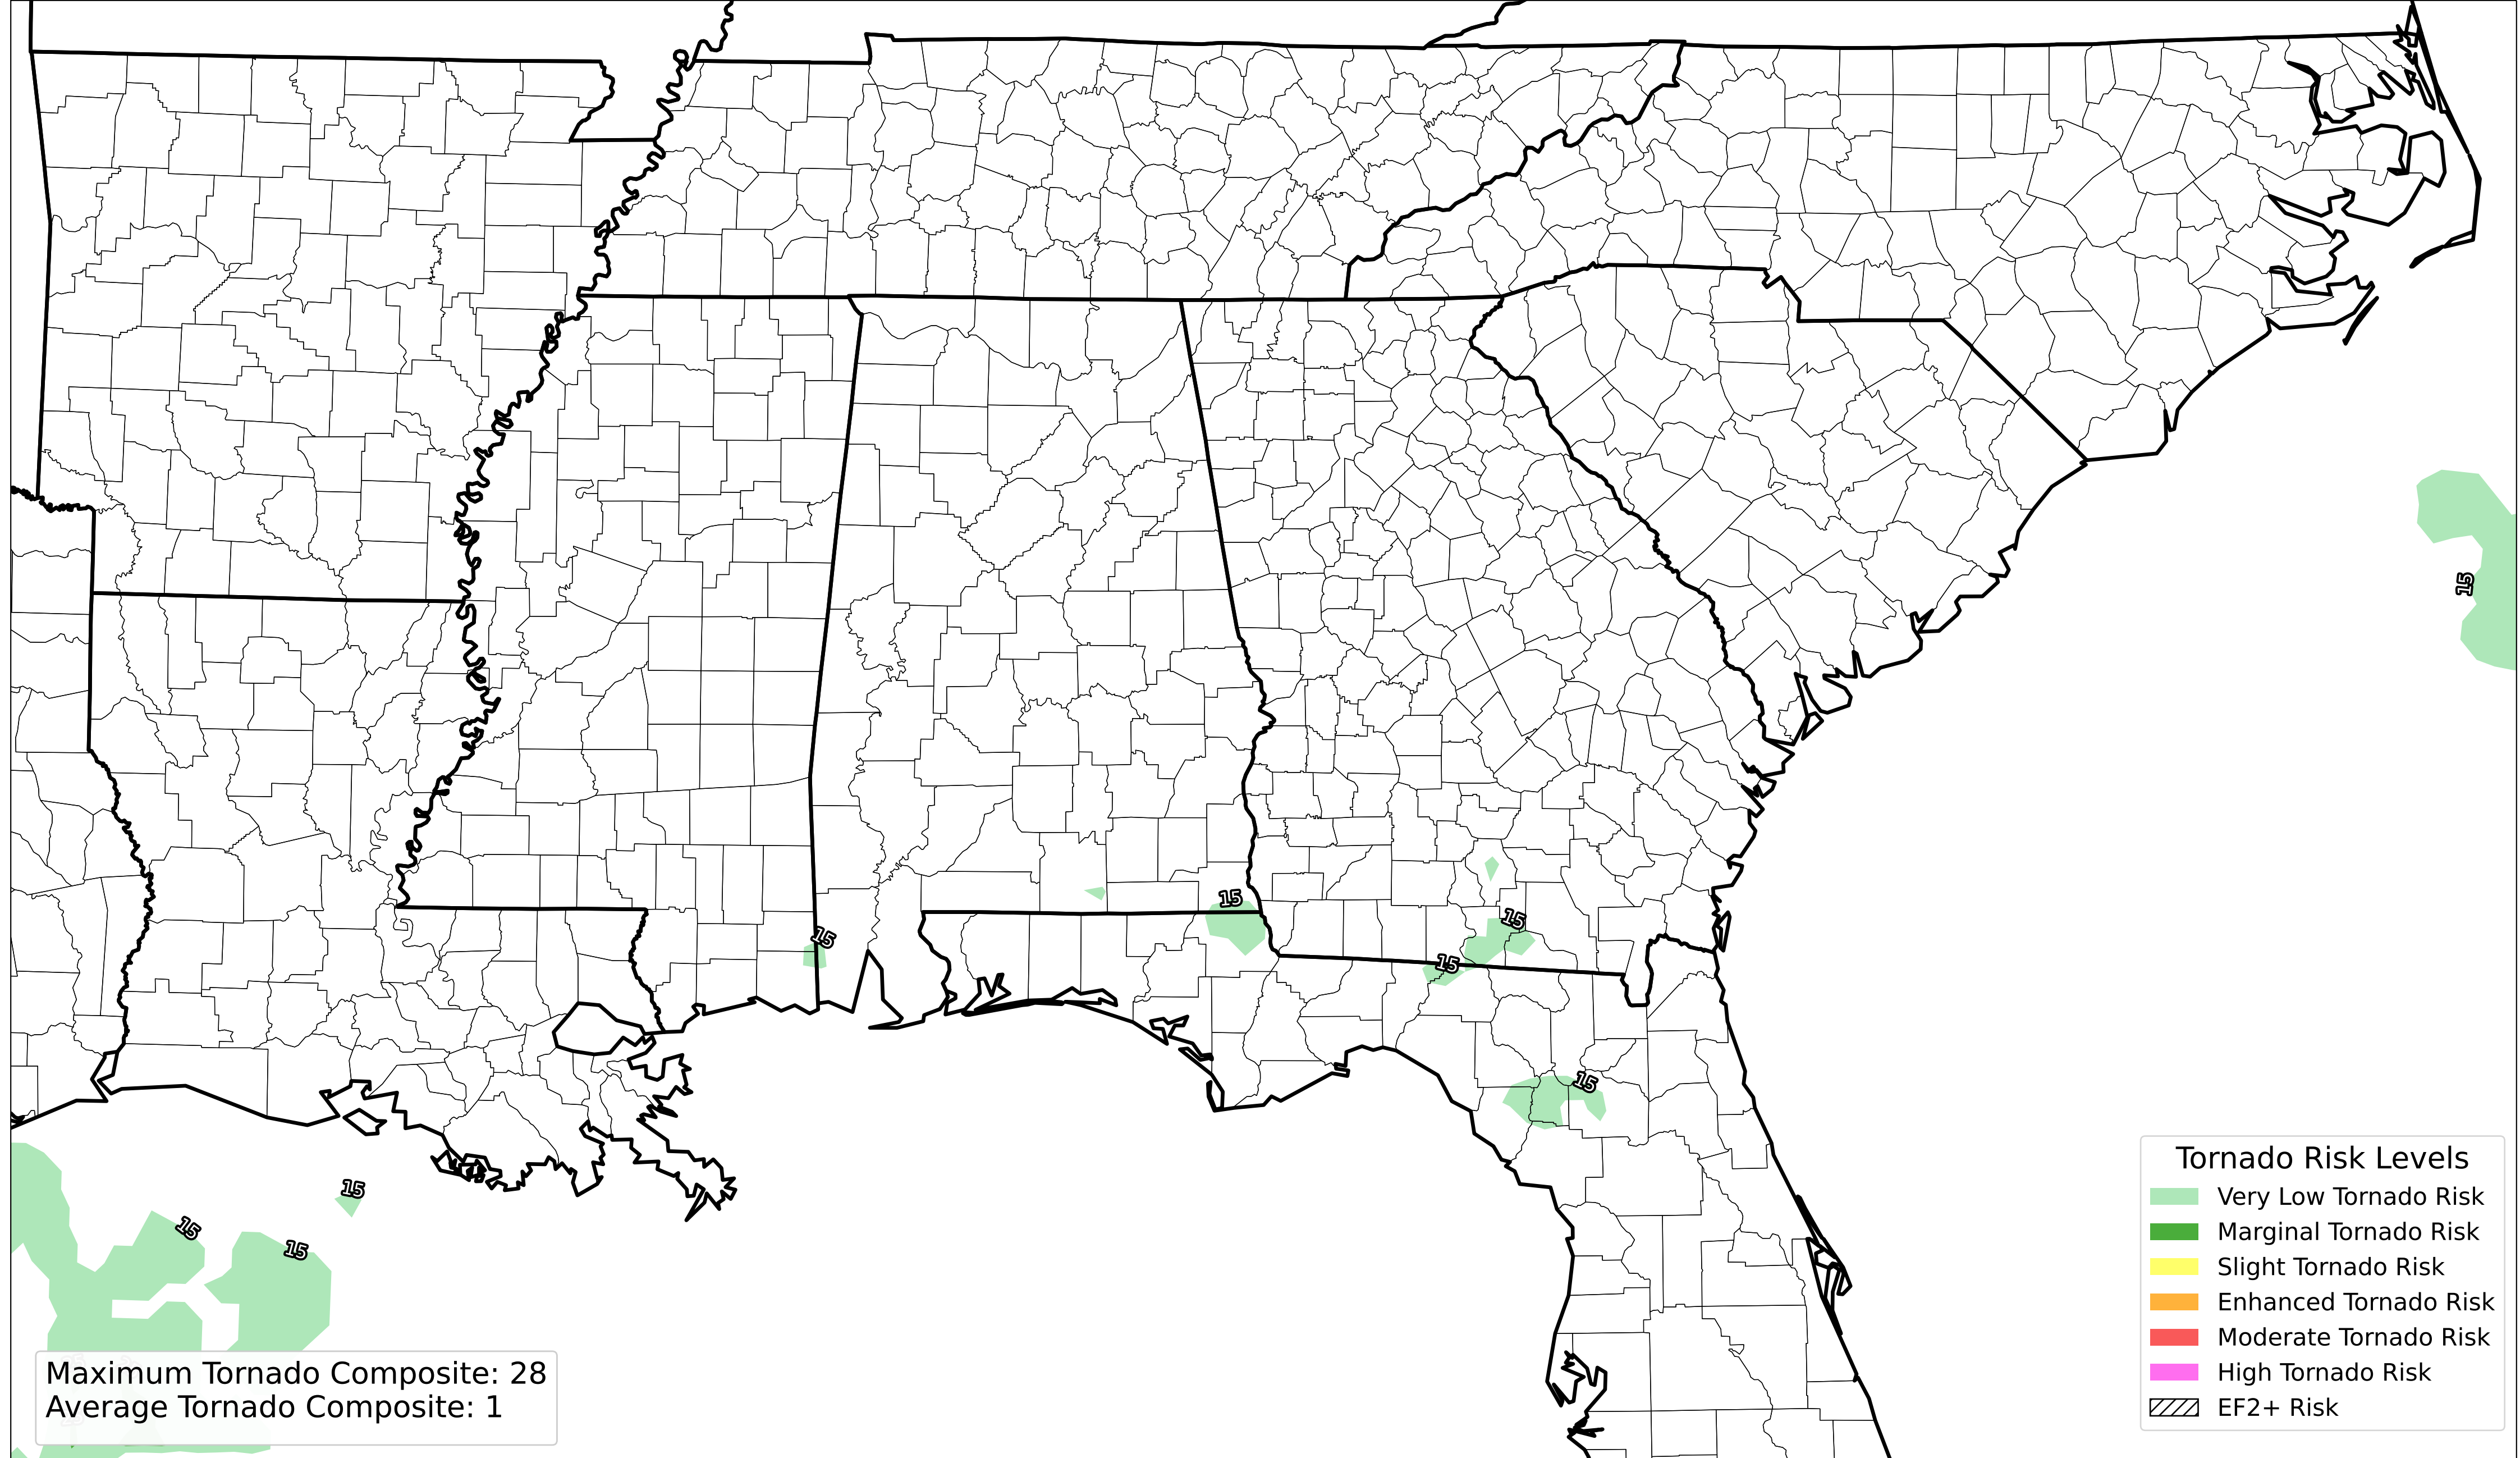 15
15
15
15
15
15
15
15
15
Maximum Tornado Composite: 28
Average Tornado Composite: 1
Tornado Risk Levels
Very Low Tornado Risk
Marginal Tornado Risk
Slight Tornado Risk
Enhanced Tornado Risk
Moderate Tornado Risk
High Tornado Risk
EF2+ Risk